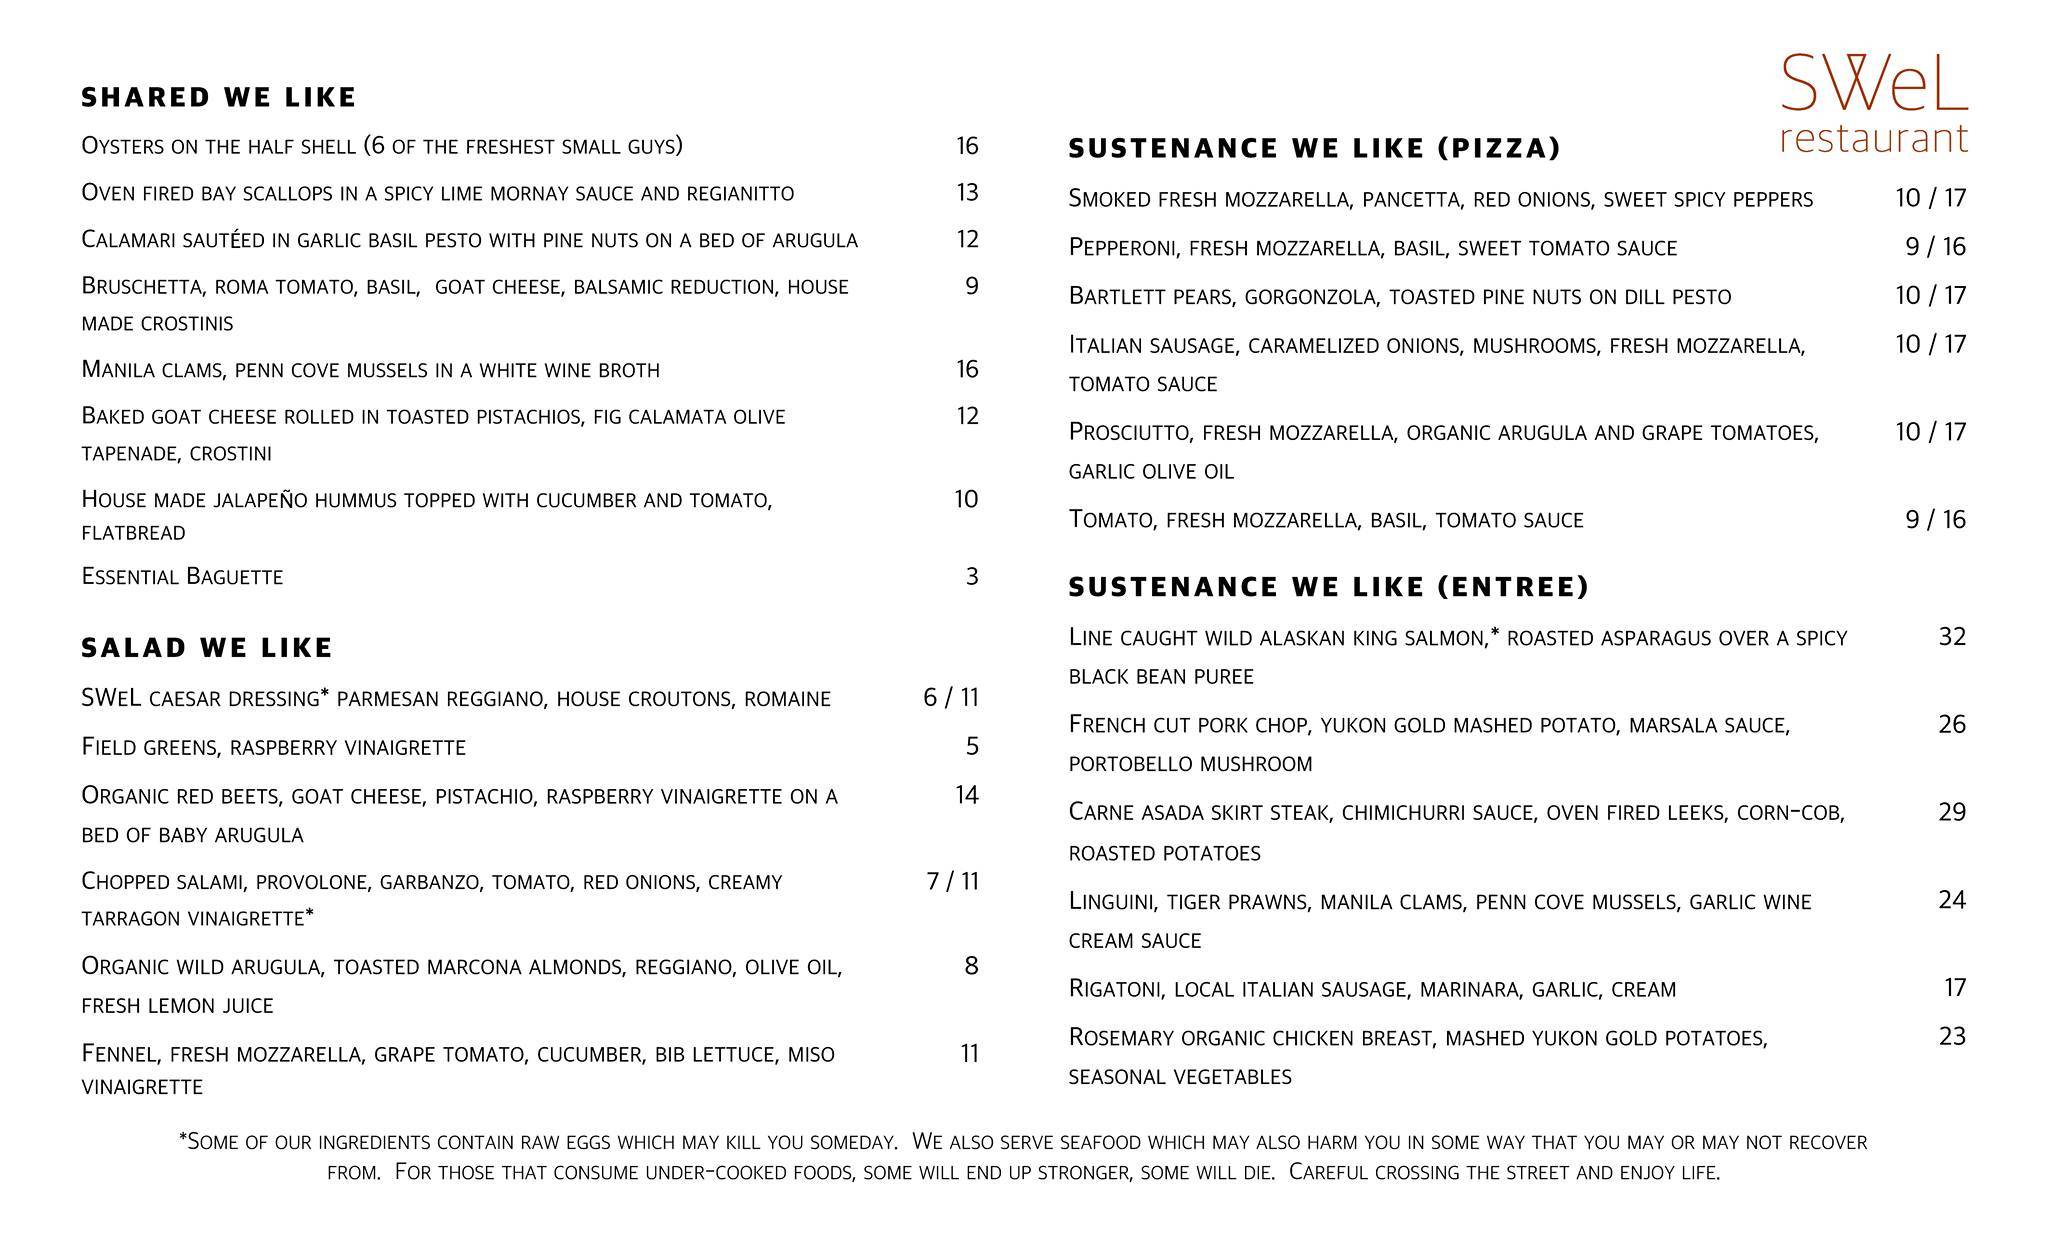 SHARED WE LIKE
OYSTERS ON THE HALF SHELL (6 OF THE FRESHEST SMALL GUYS) 16
OVEN FIRED BAY SCALLOPS IN A SPICY LIME MORNAY SAUCE AND REGIANITTO 13
CALAMARI SAUTÉED IN GARLIC BASIL PESTO WITH PINE NUTS ON A BED OF ARUGULA 12
BRUSCHETTA, ROMA TOMATO, BASIL, GOAT CHEESE, BALSAMIC REDUCTION, HOUSE 9
MADE CROSTINIS
MANILA CLAMS, PENN COVE MUSSELS IN A WHITE WINE BROTH 16
BAKED GOAT CHEESE ROLLED IN TOASTED PISTACHIOS, FIG CALAMATA OLIVE 12
TAPENADE, CROSTINI
HOUSE MADE JALAPEÑO HUMMUS TOPPED WITH CUCUMBER AND TOMATO, 10
FLATBREAD
ESSENTIAL BAGUETTE 3
SALAD WE LIKE
SWEL CAESAR DRESSING* PARMESAN REGGIANO, HOUSE CROUTONS, ROMAINE 6 / 11
FIELD GREENS, RASPBERRY VINAIGRETTE 5
ORGANIC RED BEETS, GOAT CHEESE, PISTACHIO, RASPBERRY VINAIGRETTE ON A 14
BED OF BABY ARUGULA
CHOPPED SALAMI, PROVOLONE, GARBANZO, TOMATO, RED ONIONS, CREAMY 7 / 11
TARRAGON VINAIGRETTE*
ORGANIC WILD ARUGULA, TOASTED MARCONA ALMONDS, REGGIANO, OLIVE OIL, 8
FRESH LEMON JUICE
FENNEL, FRESH MOZZARELLA, GRAPE TOMATO, CUCUMBER, BIB LETTUCE, MISO 11
VINAIGRETTE
SWeL
restaurant
SUSTENANCE WE LIKE (PIZZA)
SMOKED FRESH MOZZARELLA, PANCETTA, RED ONIONS, SWEET SPICY PEPPERS 10 / 17
PEPPERONI, FRESH MOZZARELLA, BASIL, SWEET TOMATO SAUCE 9 / 16
BARTLETT PEARS, GORGONZOLA, TOASTED PINE NUTS ON DILL PESTO 10 / 17
ITALIAN SAUSAGE, CARAMELIZED ONIONS, MUSHROOMS, FRESH MOZZARELLA, 10 / 17
TOMATO SAUCE
PROSCIUTTO, FRESH MOZZARELLA, ORGANIC ARUGULA AND GRAPE TOMATOES, 10 / 17
GARLIC OLIVE OIL
TOMATO, FRESH MOZZARELLA, BASIL, TOMATO SAUCE 9 / 16
SUSTENANCE WE LIKE (ENTREE)
LINE CAUGHT WILD ALASKAN KING SALMON,* ROASTED ASPARAGUS OVER A SPICY 32
BLACK BEAN PUREE
FRENCH CUT PORK CHOP, YUKON GOLD MASHED POTATO, MARSALA SAUCE, 26
PORTOBELLO MUSHROOM
CARNE ASADA SKIRT STEAK, CHIMICHURRI SAUCE, OVEN FIRED LEEKS, CORN-COB, 29
ROASTED POTATOES
LINGUINI, TIGER PRAWNS, MANILA CLAMS, PENN COVE MUSSELS, GARLIC WINE 24
CREAM SAUCE
RIGATONI, LOCAL ITALIAN SAUSAGE, MARINARA, GARLIC, CREAM 17
ROSEMARY ORGANIC CHICKEN BREAST, MASHED YUKON GOLD POTATOES, 23
SEASONAL VEGETABLES
*SOME OF OUR INGREDIENTS CONTAIN RAW EGGS WHICH MAY KILL YOU SOMEDAY. WE ALSO SERVE SEAFOOD WHICH MAY ALSO HARM YOU IN SOME WAY THAT YOU MAY OR MAY NOT RECOVER
FROM. FOR THOSE THAT CONSUME UNDER-COOKED FOODS, SOME WILL END UP STRONGER, SOME WILL DIE. CAREFUL CROSSING THE STREET AND ENJOY LIFE.